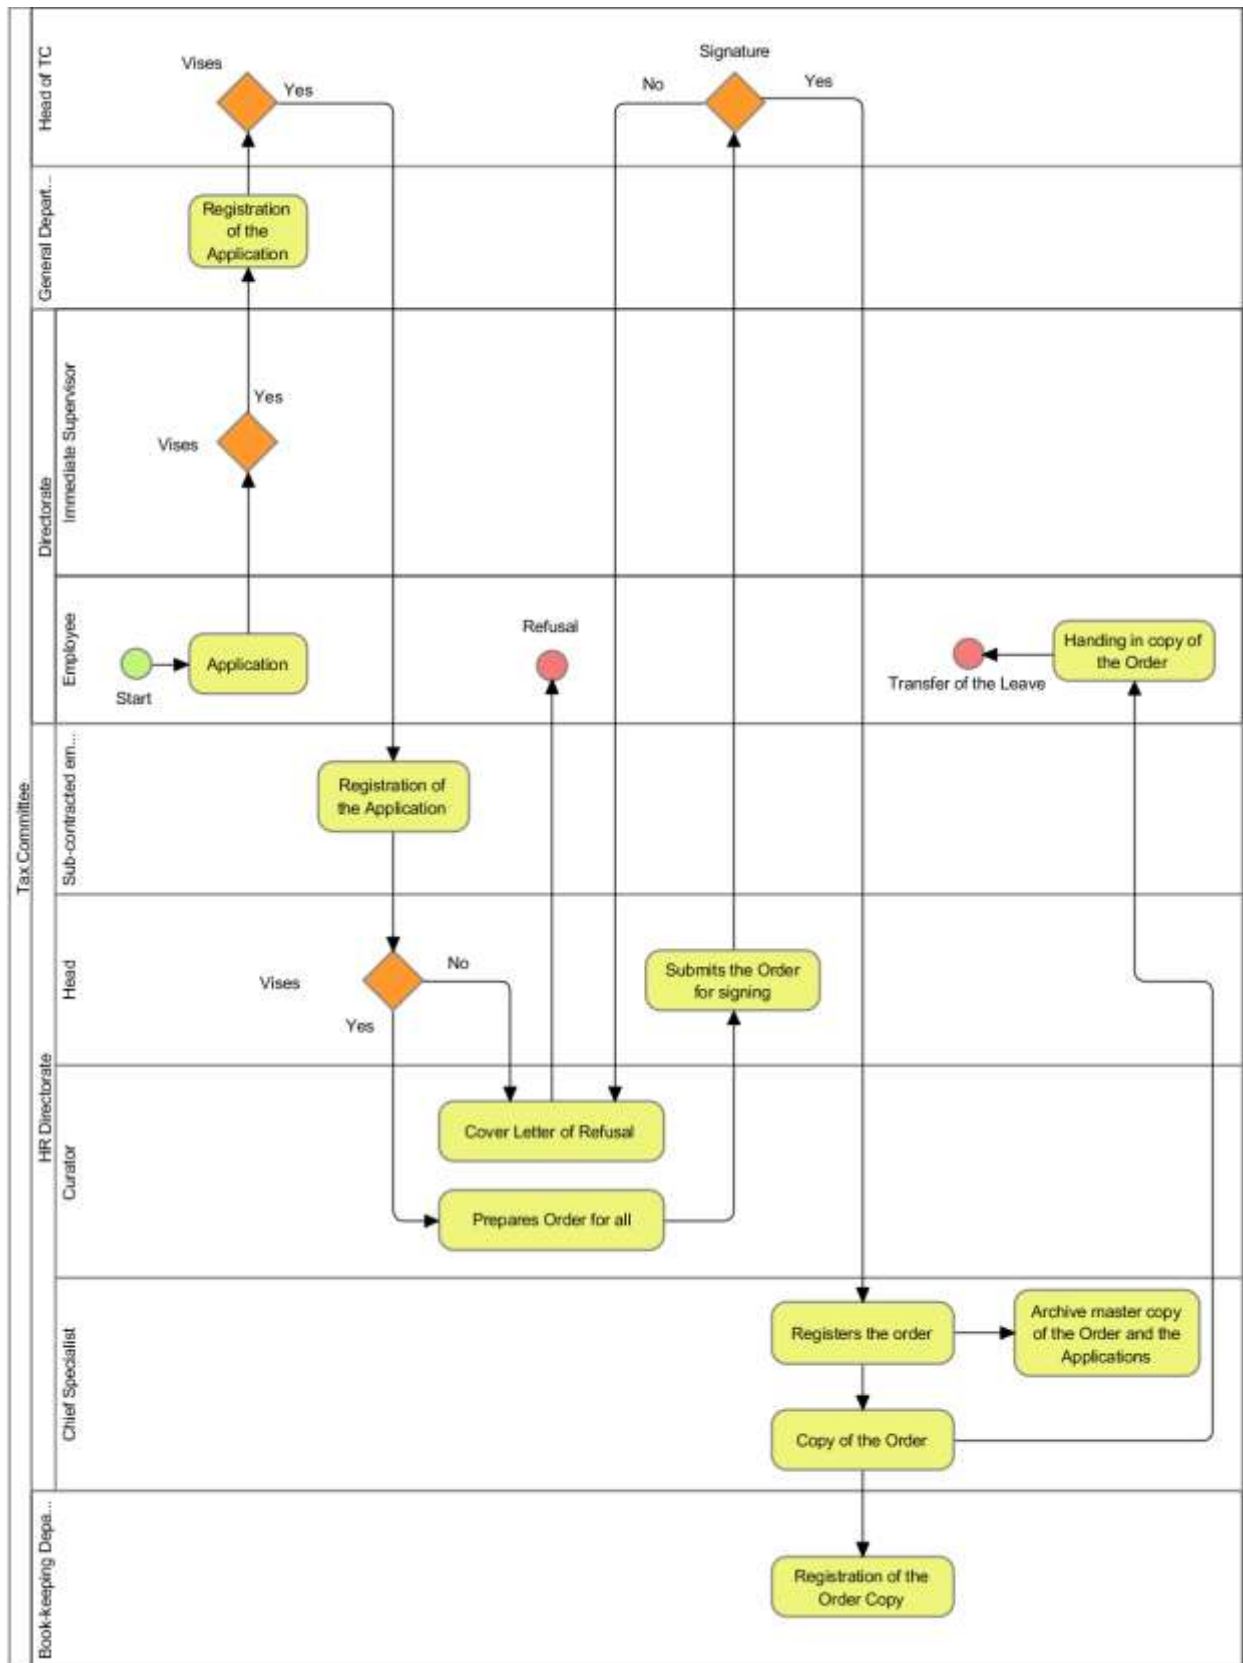 Tax Committee
Head of TC
Vises
Yes
Signature
No
Yes
General Depart...
Registration
of the
Application
Directorate
Immediate Supervisor
Vises
Yes
Employee
Start
Application
Refusal
Transfer of the Leave
Handing in copy of
the Order
HR Directorate
Sub-contracted em...
Registration of
the Application
Head
Vises
No
Yes
Submits the Order
for signing
Curator
Cover Letter of Refusal
Prepares Order for all
Chief Specialist
Registers the order
Archive master copy
of the Order and the
Applications
Copy of the Order
Book-keeping Depa...
Registration of the
Order Copy